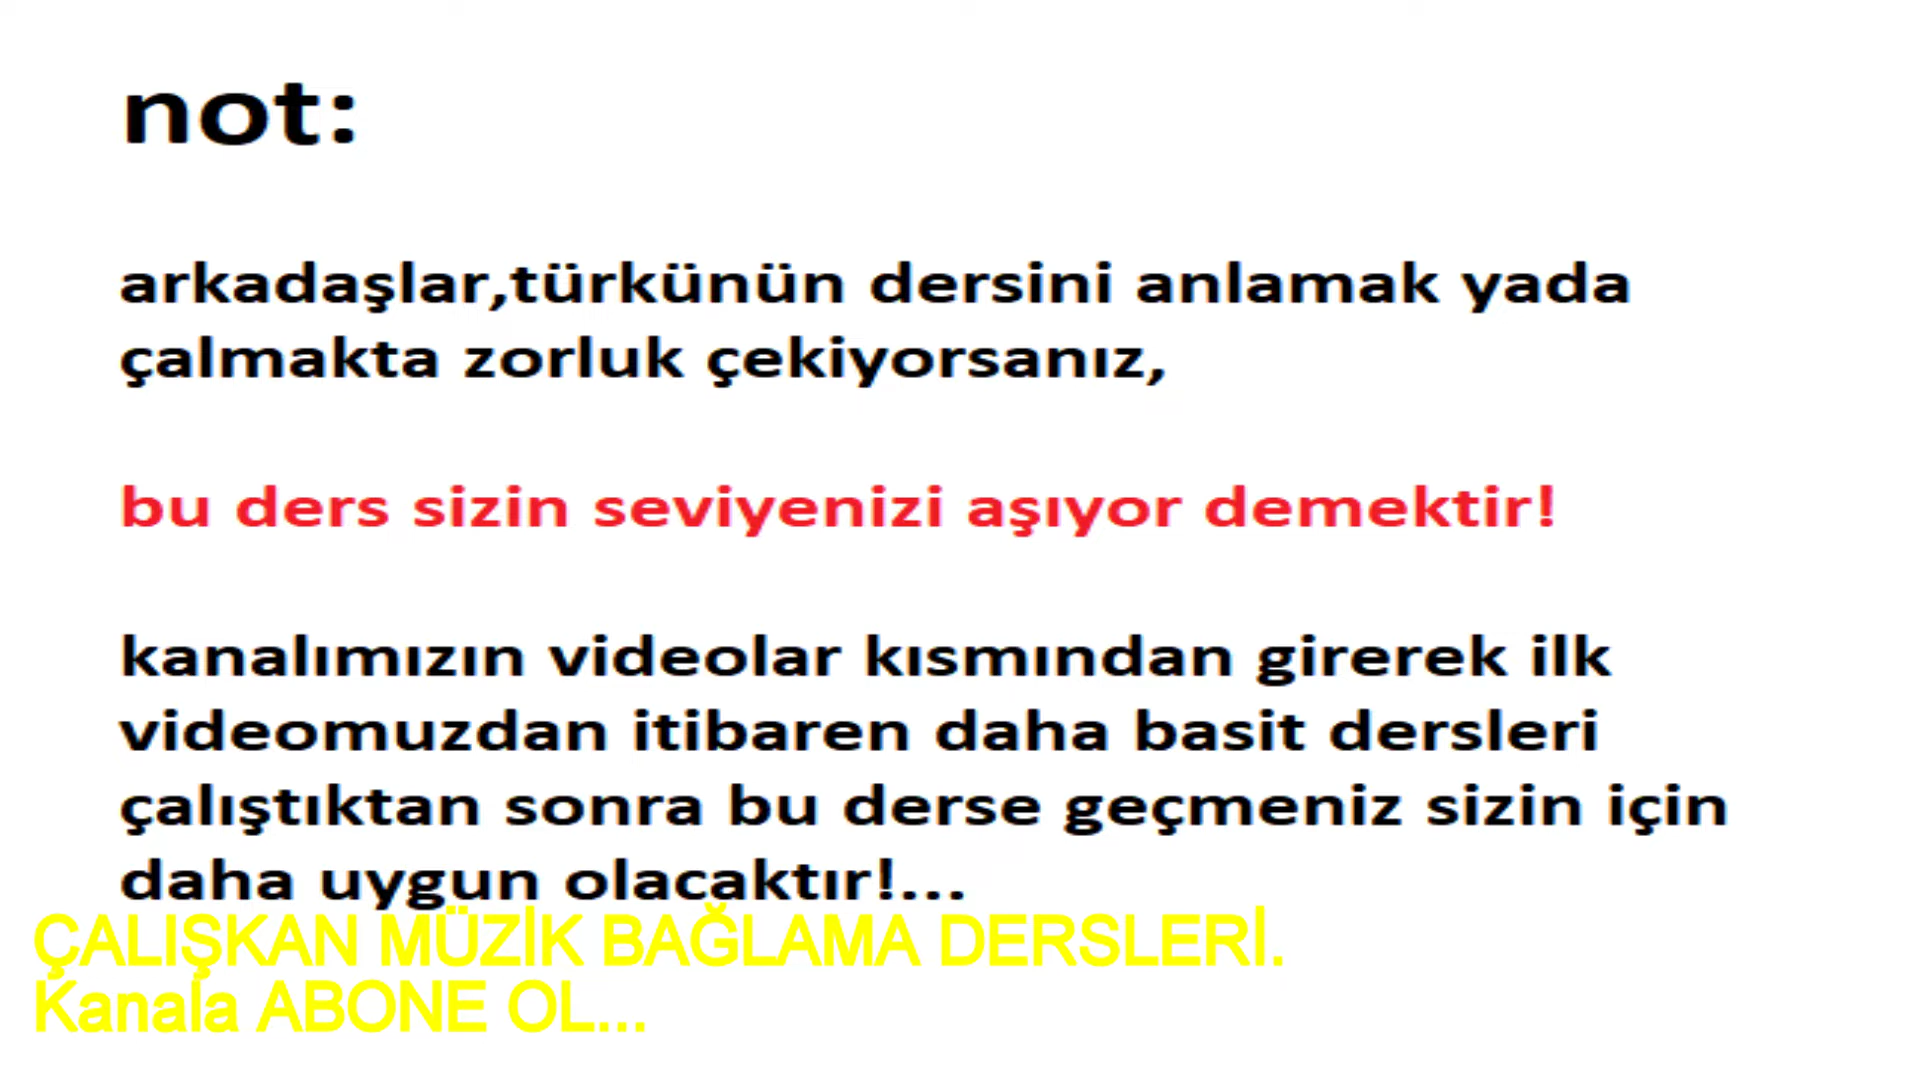 not:
arkadaşlar,türkünün dersini anlamak yada
çalmakta zorluk çekiyorsanız,
bu ders sizin seviyenizi aşıyor demektir!
kanalımızın videolar kısmından girerek ilk
videomuzdan itibaren daha basit dersleri
çalıştıktan sonra bu derse geçmeniz sizin için
daha uygun olacaktır!...
ÇALIŞKAN MÜZİK BAĞLAMA DERSLERİ.
Kanala ABONE OL...